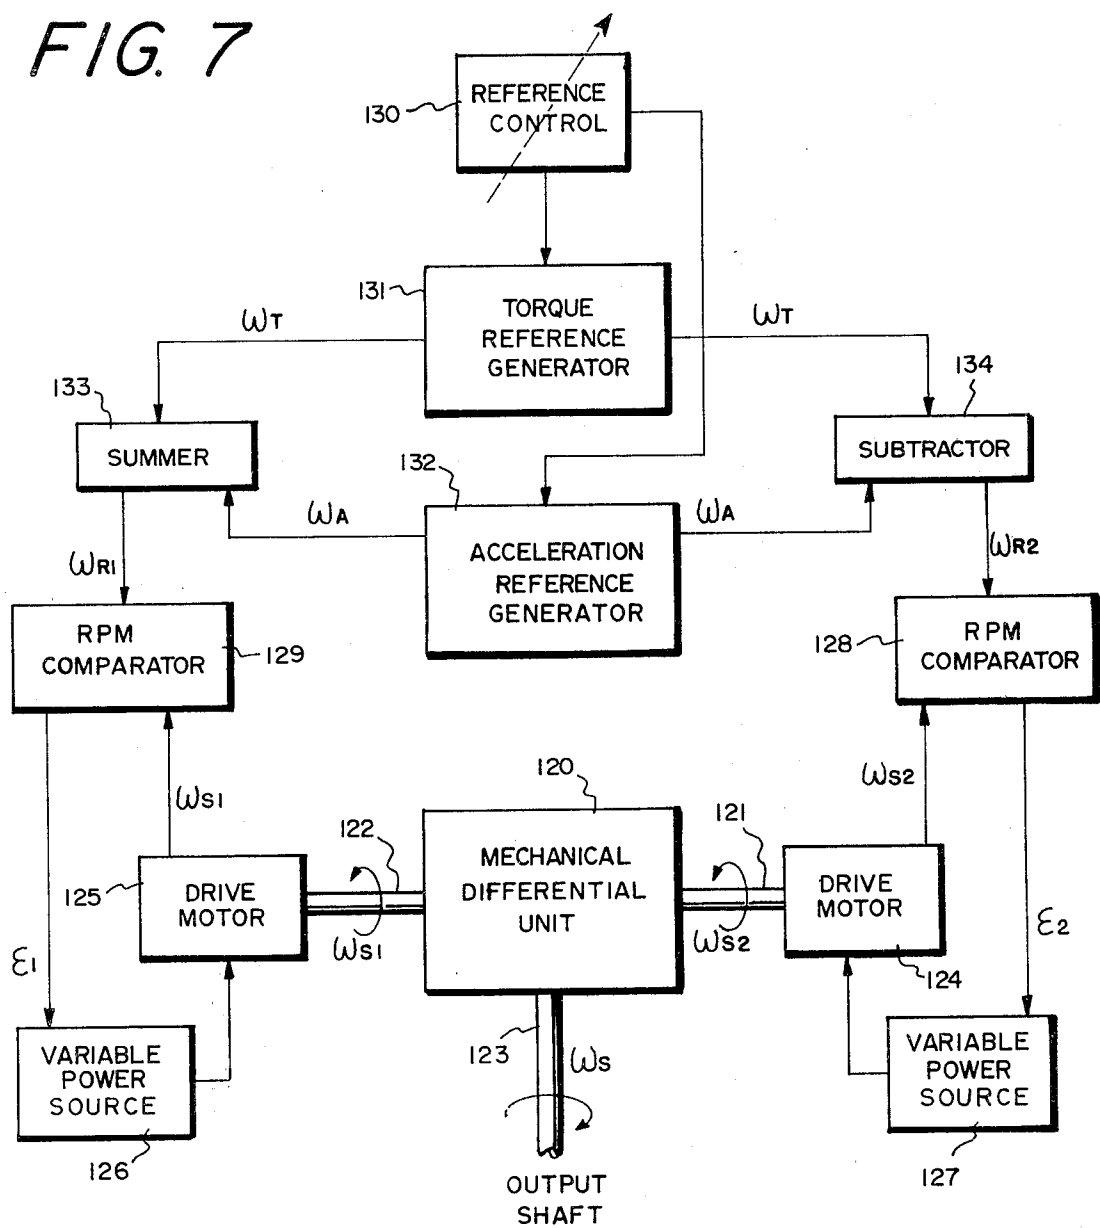 FIG. 7
130
REFERENCE
CONTROL
131
TORQUE
REFERENCE
GENERATOR
ωT
ωT
133
SUMMER
134
SUBTRACTOR
132
ACCELERATION
REFERENCE
GENERATOR
ωA
ωA
ωR1
ωR2
RPM
COMPARATOR
129
128
RPM
COMPARATOR
ωS1
ωS2
120
MECHANICAL
DIFFERENTIAL
UNIT
122
121
125
DRIVE
MOTOR
DRIVE
MOTOR
124
ωS1
ωS2
ε1
ε2
VARIABLE
POWER
SOURCE
126
123
ωS
VARIABLE
POWER
SOURCE
127
OUTPUT
SHAFT